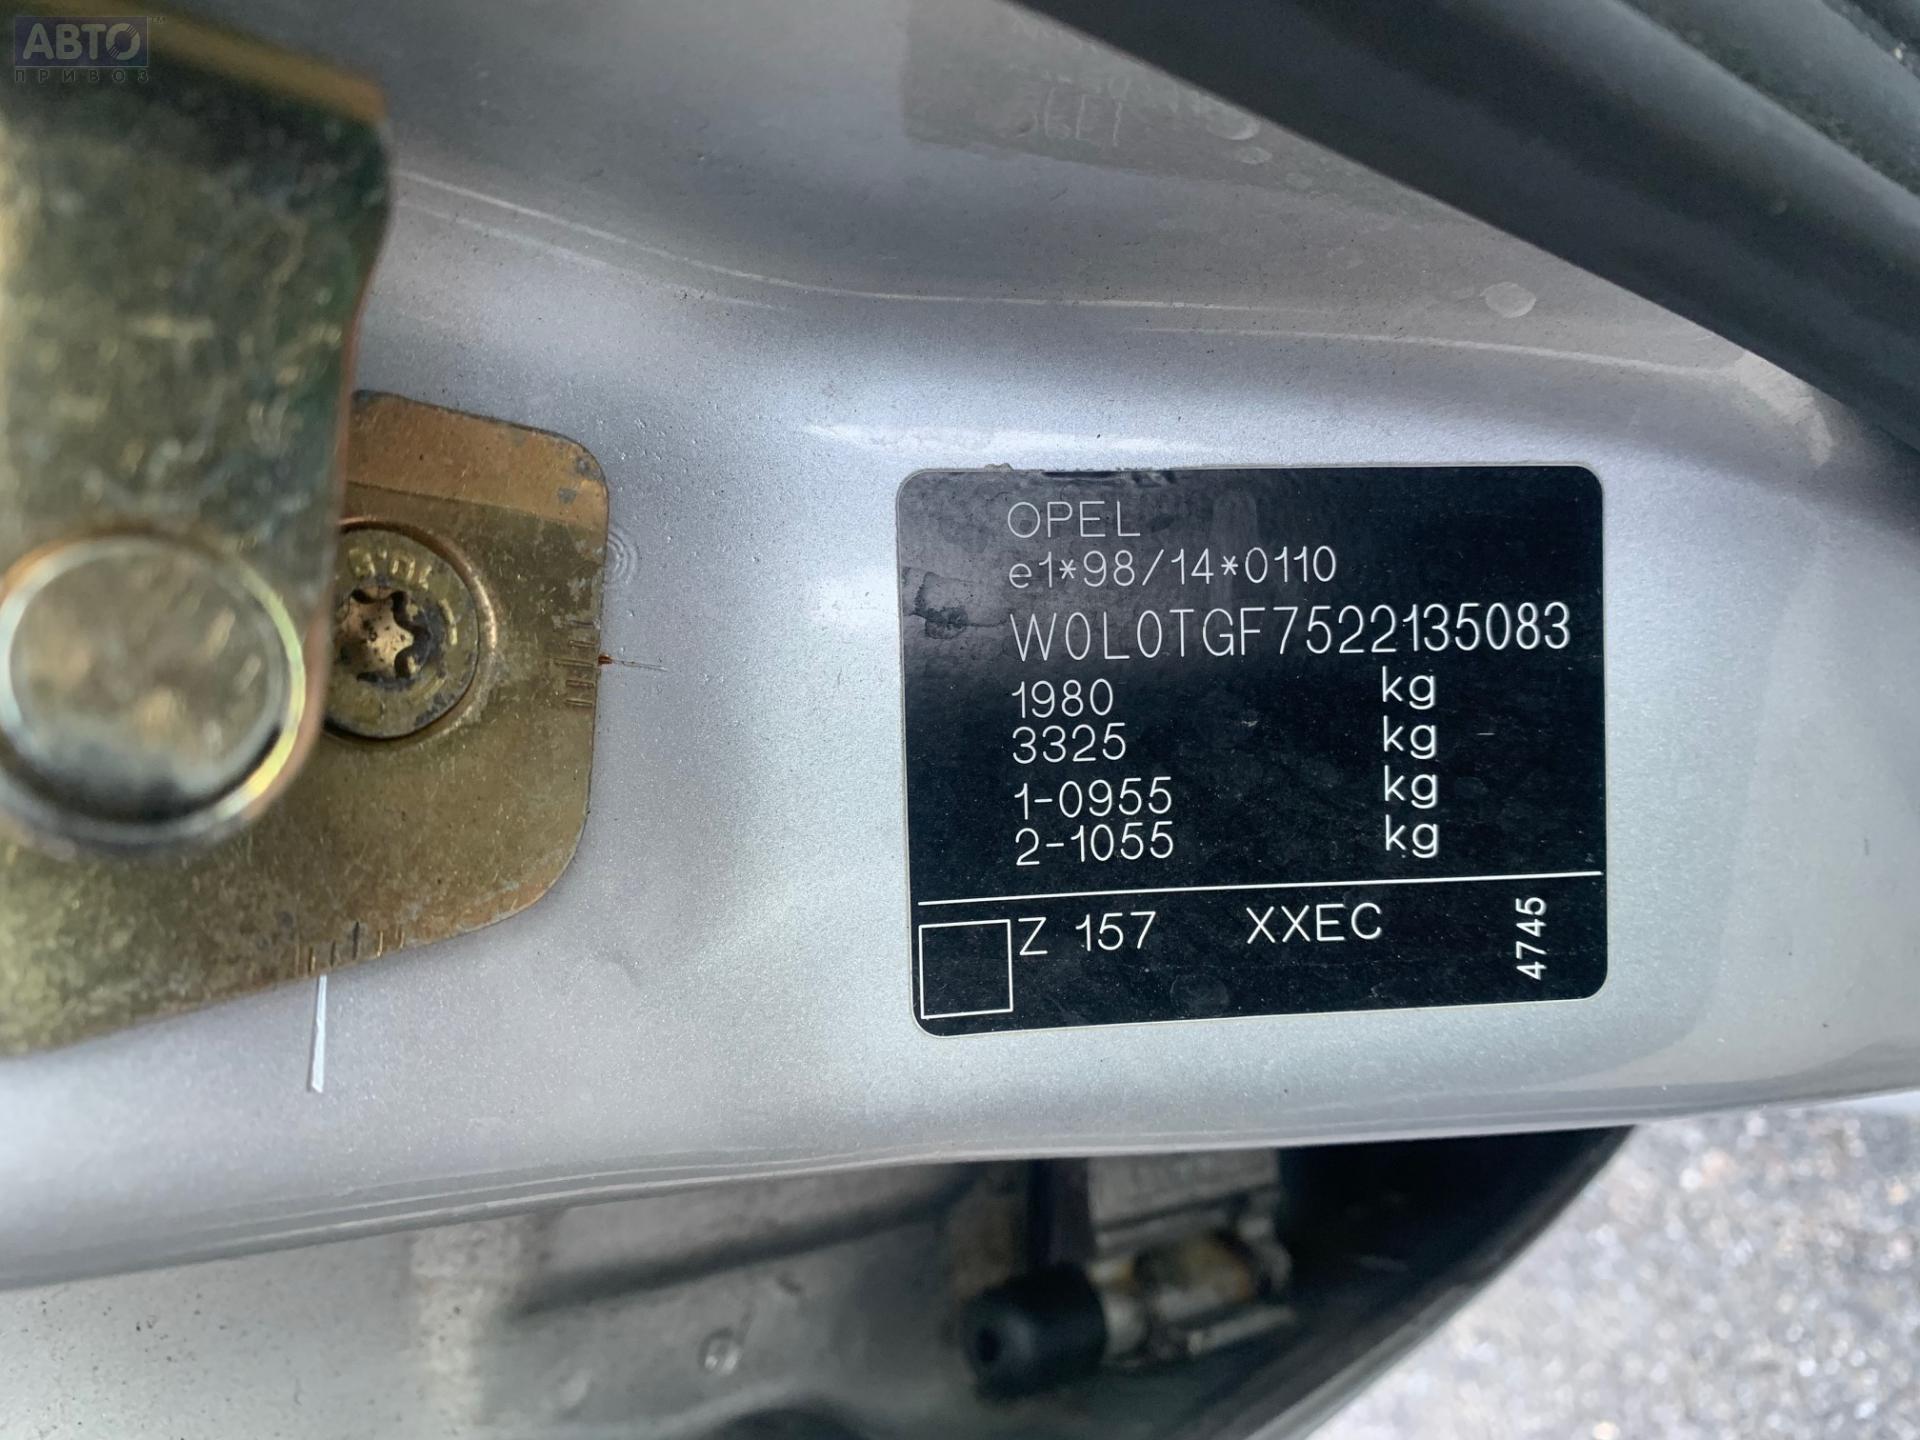 АВТО
ПРИВОЗ
OPEL
e1*98/14*0110
W0L0TGF7522135083
1980 kg
3325 kg
1-0955 kg
2-1055 kg
Z 157 XXEC
4745